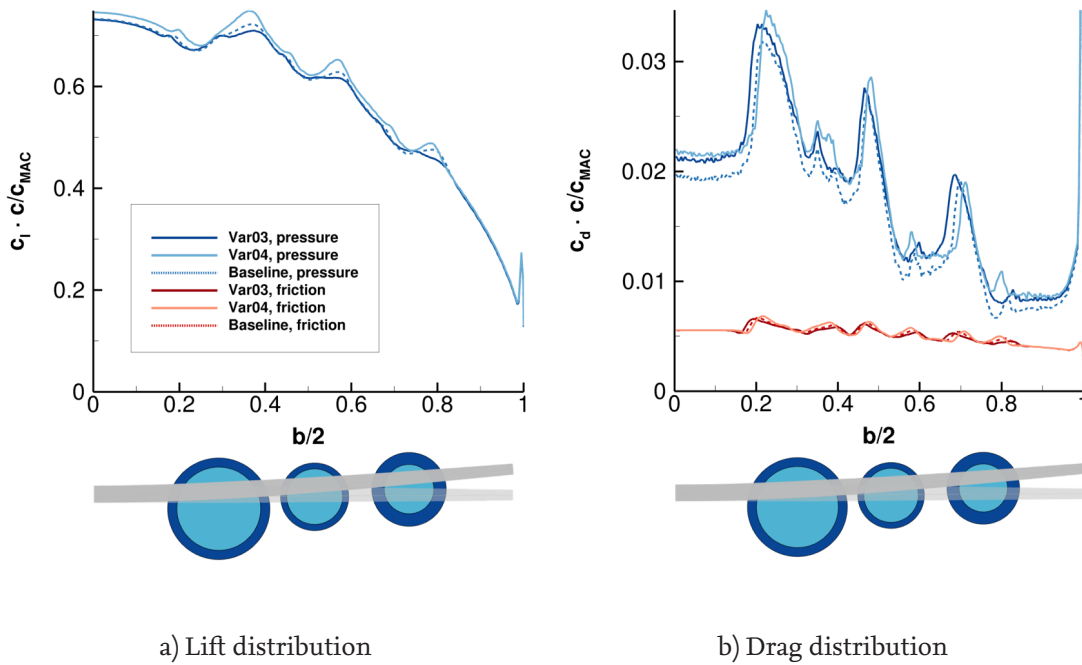 0.6
0.4
0.2
0
c_l · c/c_MAC
Var03, pressure
Var04, pressure
Baseline, pressure
Var03, friction
Var04, friction
Baseline, friction
0 0.2 0.4 0.6 0.8 1
b/2
0.03
0.02
0.01
0
c_d · c/c_MAC
0 0.2 0.4 0.6 0.8 1
b/2
a) Lift distribution
b) Drag distribution